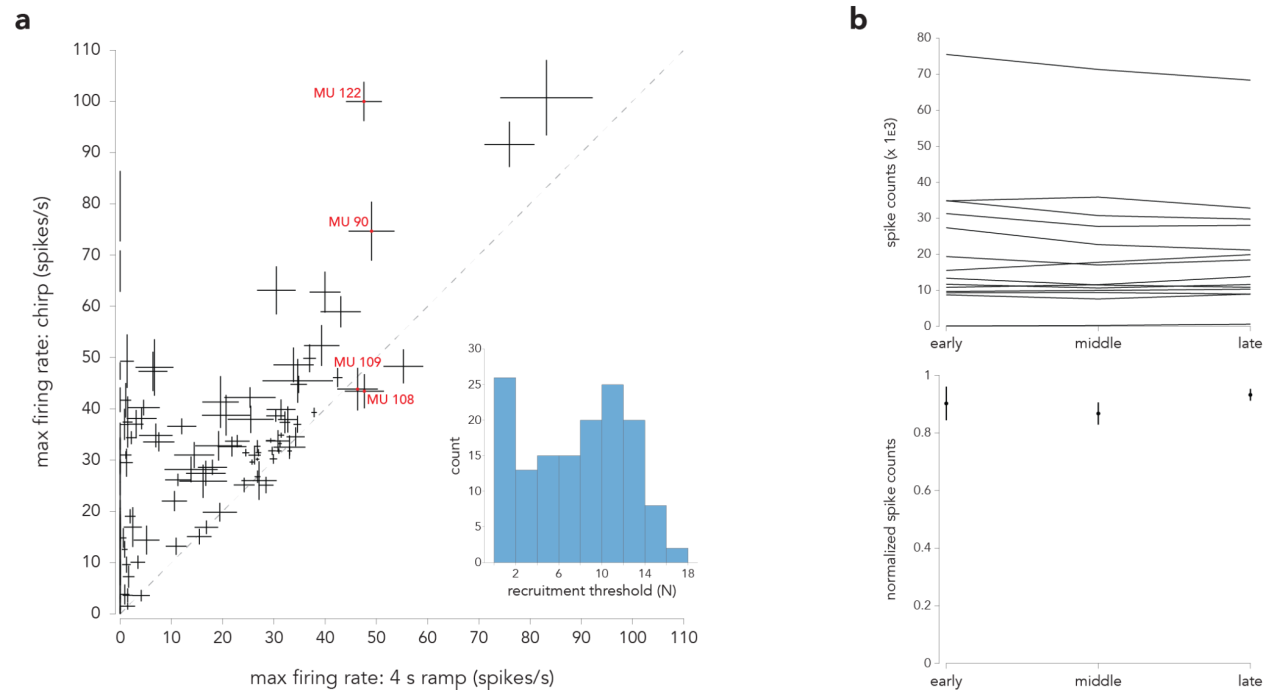 a
max firing rate: chirp (spikes/s)
110
100
90
80
70
60
50
40
30
20
10
0
MU 122
MU 90
MU 109
MU 108
0 10 20 30 40 50 60 70 80 90 100 110
max firing rate: 4 s ramp (spikes/s)
count
30
25
20
15
10
5
0
2 6 10 14 18
recruitment threshold (N)
b
spike counts (x 1E3)
80
70
60
50
40
30
20
10
0
early middle late
normalized spike counts
1
0.8
0.6
0.4
0.2
0
early middle late